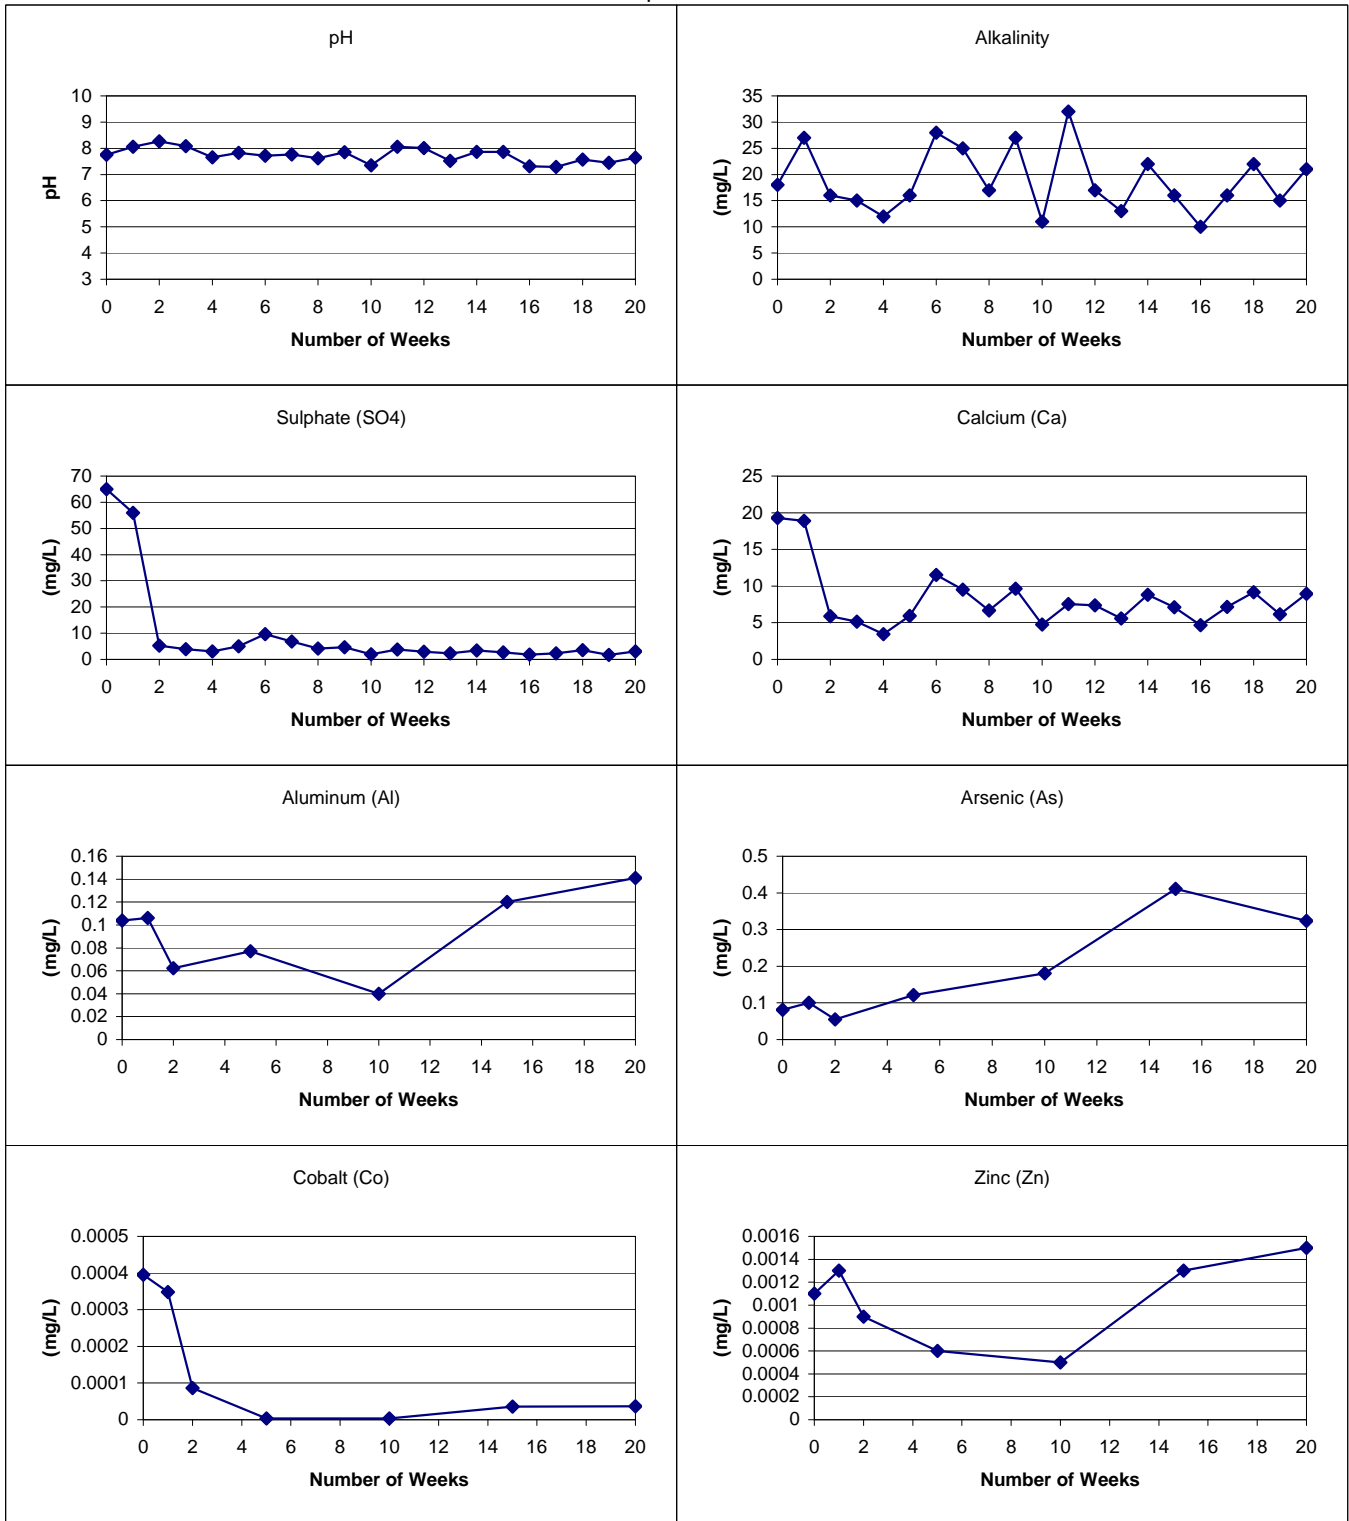 pH
10
9
8
7
6
5
4
3
pH
0 2 4 6 8 10 12 14 16 18 20
Number of Weeks
Alkalinity
35
30
25
20
15
10
5
0
(mg/L)
0 2 4 6 8 10 12 14 16 18 20
Number of Weeks
Sulphate (SO4)
70
60
50
40
30
20
10
0
(mg/L)
0 2 4 6 8 10 12 14 16 18 20
Number of Weeks
Calcium (Ca)
25
20
15
10
5
0
(mg/L)
0 2 4 6 8 10 12 14 16 18 20
Number of Weeks
Aluminum (Al)
0.16
0.14
0.12
0.1
0.08
0.06
0.04
0.02
0
(mg/L)
0 2 4 6 8 10 12 14 16 18 20
Number of Weeks
Arsenic (As)
0.5
0.4
0.3
0.2
0.1
0
(mg/L)
0 2 4 6 8 10 12 14 16 18 20
Number of Weeks
Cobalt (Co)
0.0005
0.0004
0.0003
0.0002
0.0001
0
(mg/L)
0 2 4 6 8 10 12 14 16 18 20
Number of Weeks
Zinc (Zn)
0.0016
0.0014
0.0012
0.001
0.0008
0.0006
0.0004
0.0002
0
(mg/L)
0 2 4 6 8 10 12 14 16 18 20
Number of Weeks